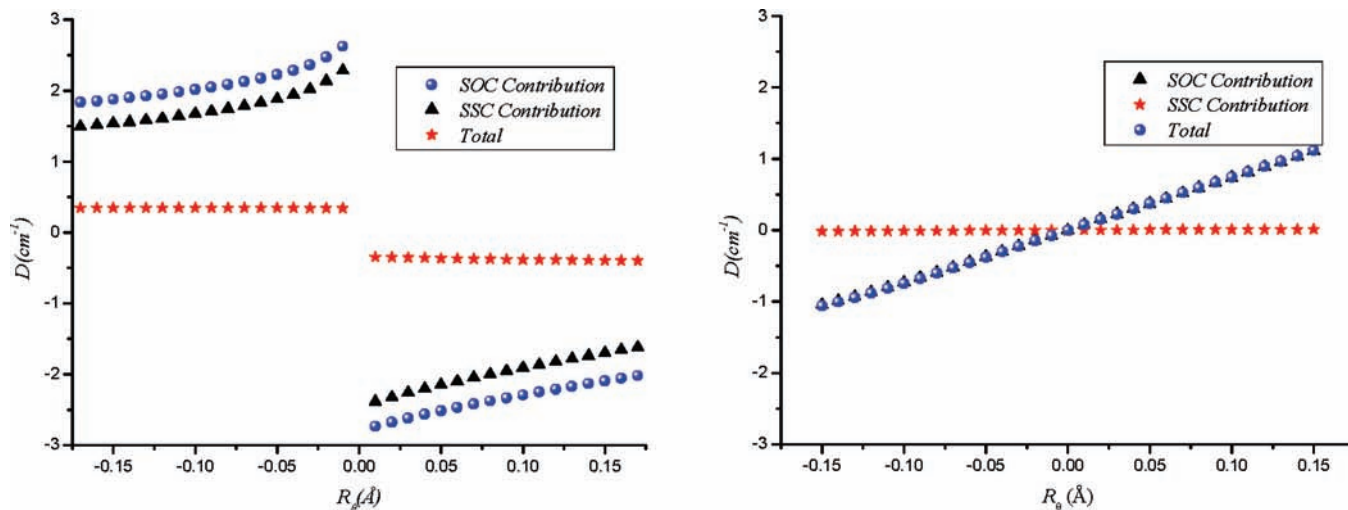 3
2
1
0
-1
-2
-3
D(cm⁻¹)
SOC Contribution
SSC Contribution
Total
-0.15 -0.10 -0.05 0.00 0.05 0.10 0.15
Rₑ(Å)
3
2
1
0
-1
-2
-3
D(cm⁻¹)
SOC Contribution
SSC Contribution
Total
-0.15 -0.10 -0.05 0.00 0.05 0.10 0.15
R_θ (Å)